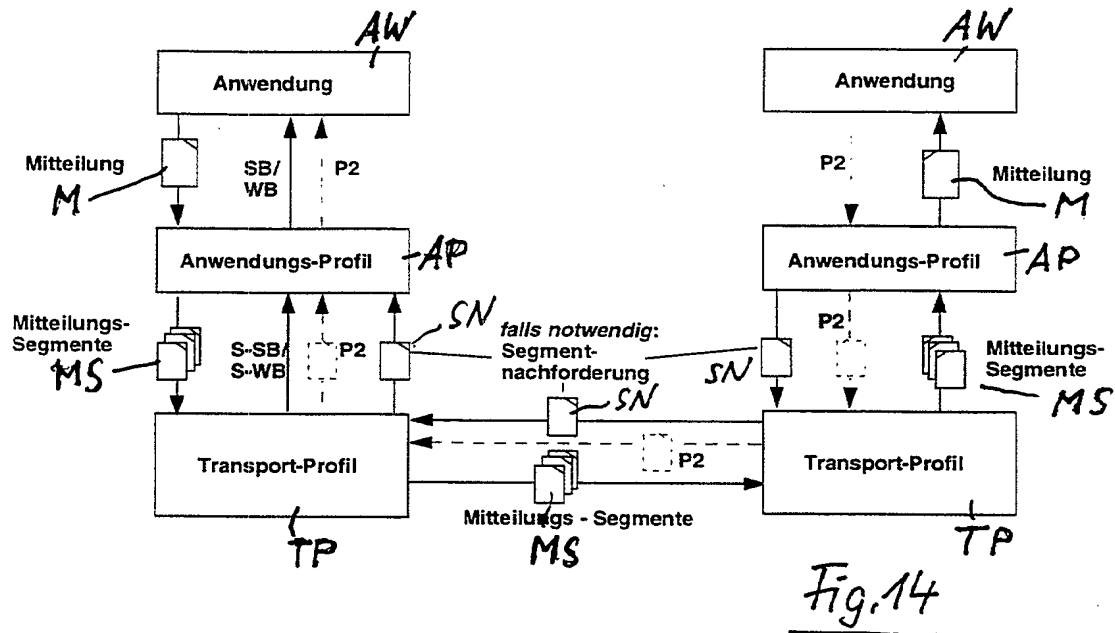 AW
AW
Anwendung
Anwendung
Mitteilung
M
SB/
WB
P2
P2
Mitteilung
M
Anwendungs-Profil
AP
Anwendungs-Profil
AP
Mitteilungs-
Segmente
MS
S-SB/
S-WB
P2
SN
falls notwendig:
Segment-
nachforderung
SN
SN
P2
Mitteilungs-
Segmente
MS
Transport-Profil
P2
Transport-Profil
Mitteilungs - Segmente
MS
TP
TP
Fig. 14